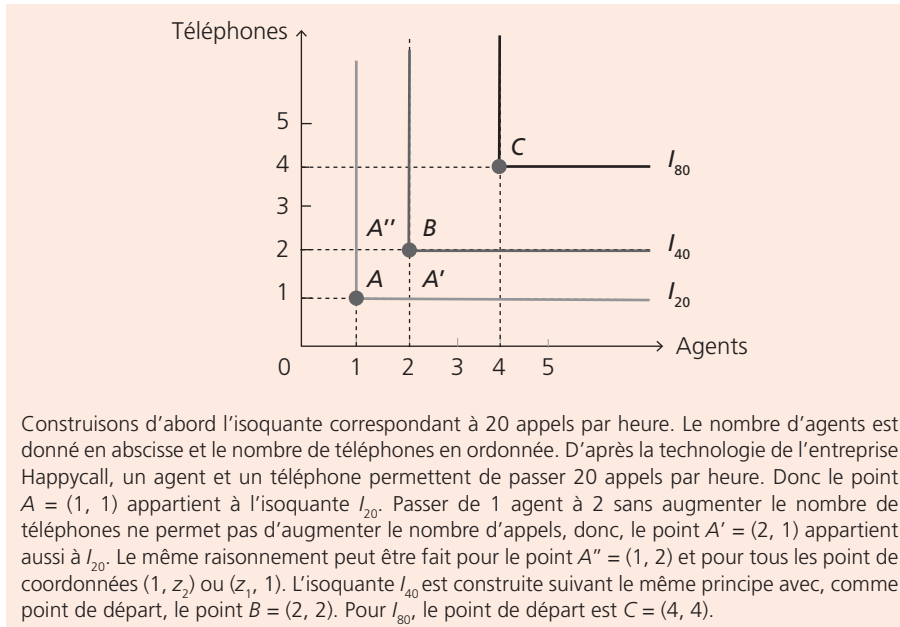 Téléphones
5
C
4
I80
3
A'' B
I40
2
A A'
1
I20
Agents
0 1 2 3 4 5
Construisons d'abord l'isoquante correspondant à 20 appels par heure. Le nombre d'agents est
donné en abscisse et le nombre de téléphones en ordonnée. D'après la technologie de l'entreprise
Happycall, un agent et un téléphone permettent de passer 20 appels par heure. Donc le point
A = (1, 1) appartient à l'isoquante I20. Passer de 1 agent à 2 sans augmenter le nombre de
téléphones ne permet pas d'augmenter le nombre d'appels, donc, le point A' = (2, 1) appartient
aussi à I20. Le même raisonnement peut être fait pour le point A'' = (1, 2) et pour tous les point de
coordonnées (1, z2) ou (z1, 1). L'isoquante I40 est construite suivant le même principe avec, comme
point de départ, le point B = (2, 2). Pour I80, le point de départ est C = (4, 4).